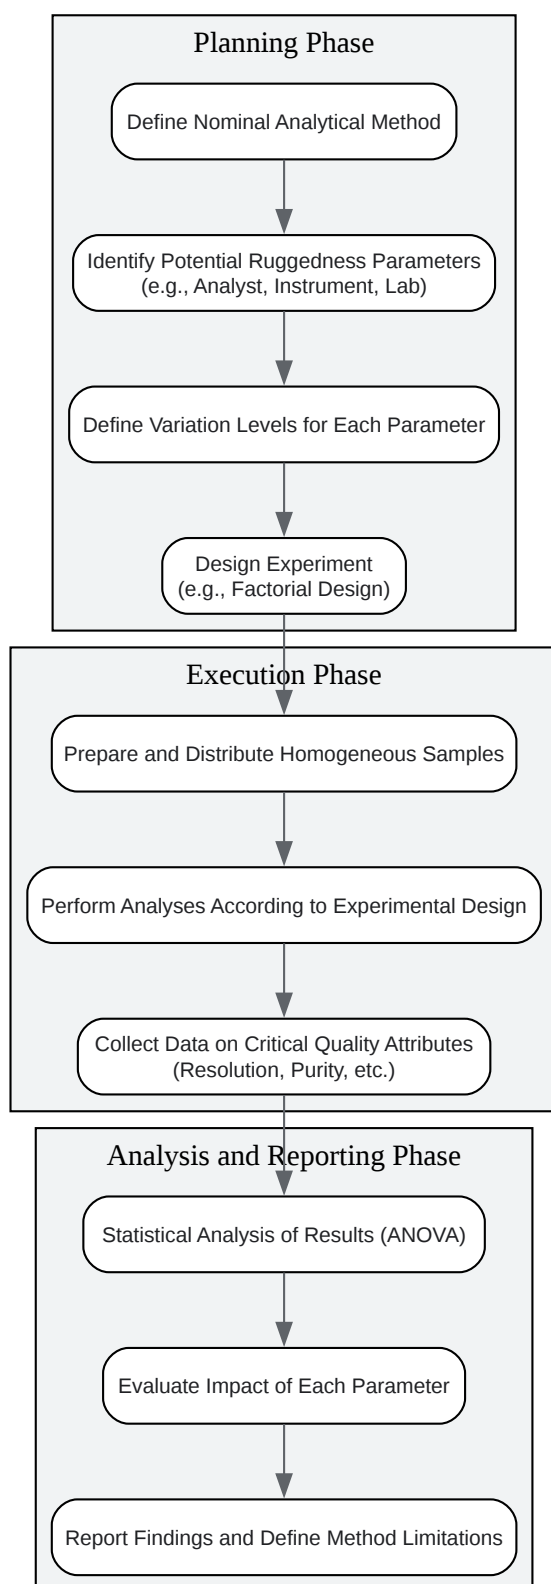 Planning Phase
Define Nominal Analytical Method
Identify Potential Ruggedness Parameters
(e.g., Analyst, Instrument, Lab)
Define Variation Levels for Each Parameter
Design Experiment
(e.g., Factorial Design)
Execution Phase
Prepare and Distribute Homogeneous Samples
Perform Analyses According to Experimental Design
Collect Data on Critical Quality Attributes
(Resolution, Purity, etc.)
Analysis and Reporting Phase
Statistical Analysis of Results (ANOVA)
Evaluate Impact of Each Parameter
Report Findings and Define Method Limitations